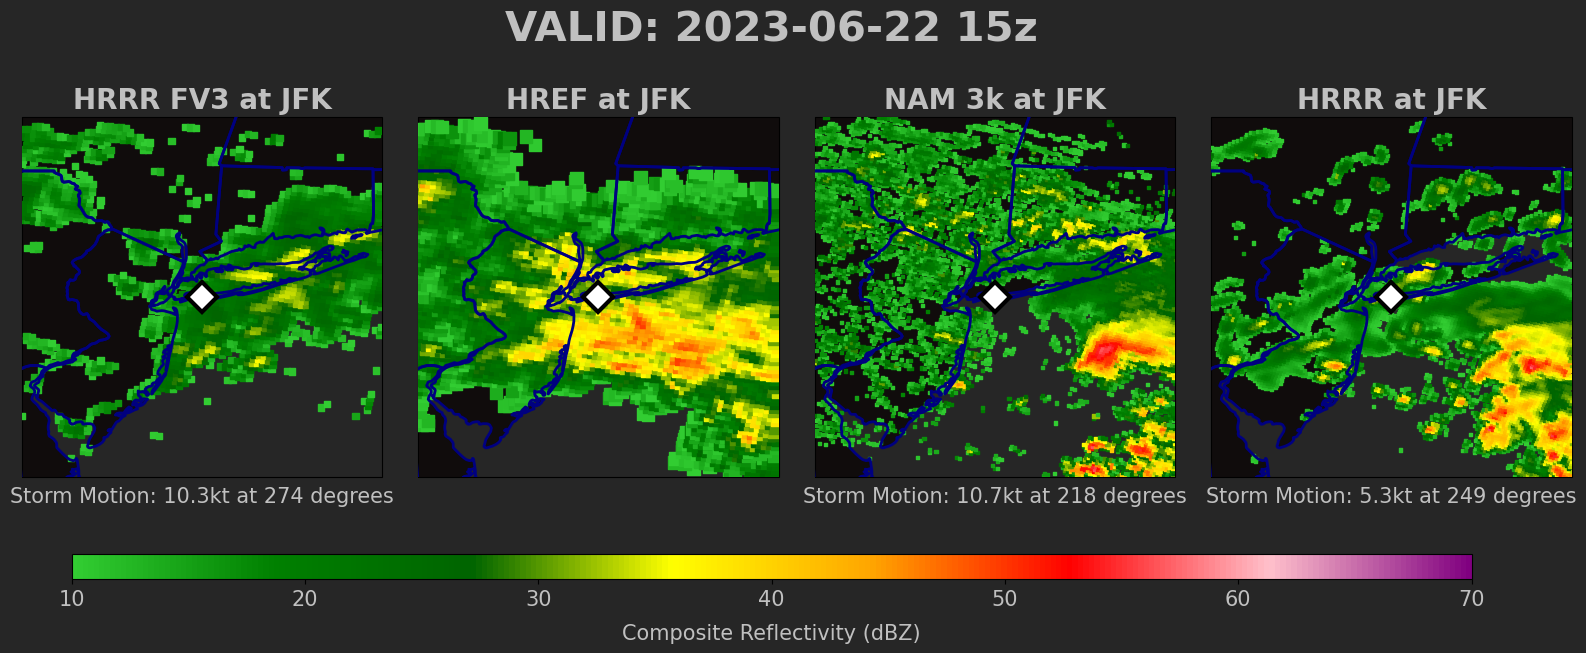 VALID: 2023-06-22 15z
HRRR FV3 at JFK
HREF at JFK
NAM 3k at JFK
HRRR at JFK
Storm Motion: 10.3kt at 274 degrees
Storm Motion: 10.7kt at 218 degrees
Storm Motion: 5.3kt at 249 degrees
10 20 30 40 50 60 70
Composite Reflectivity (dBZ)